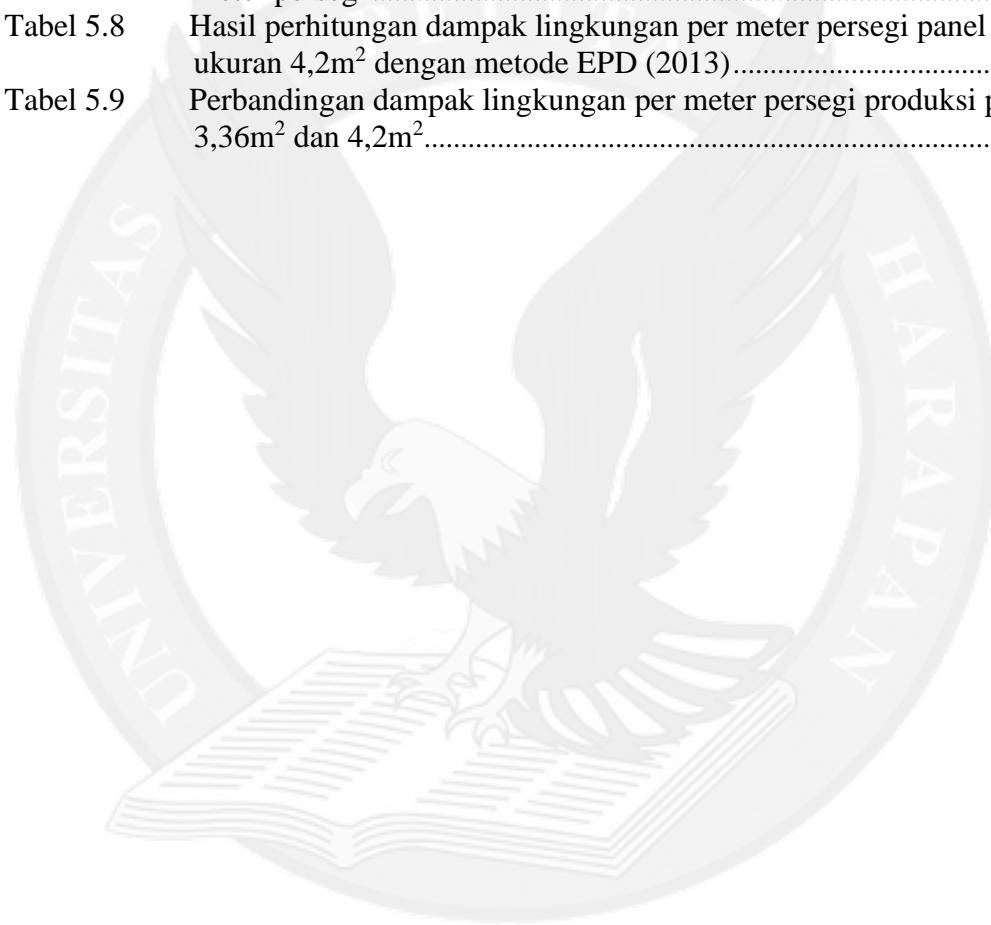 Tabel 5.8 Hasil perhitungan dampak lingkungan per meter persegi panel
ukuran 4,2m² dengan metode EPD (2013)....................................
Tabel 5.9 Perbandingan dampak lingkungan per meter persegi produksi
3,36m² dan 4,2m²....................................................................................
UNIVERSITAS
HARAPAN